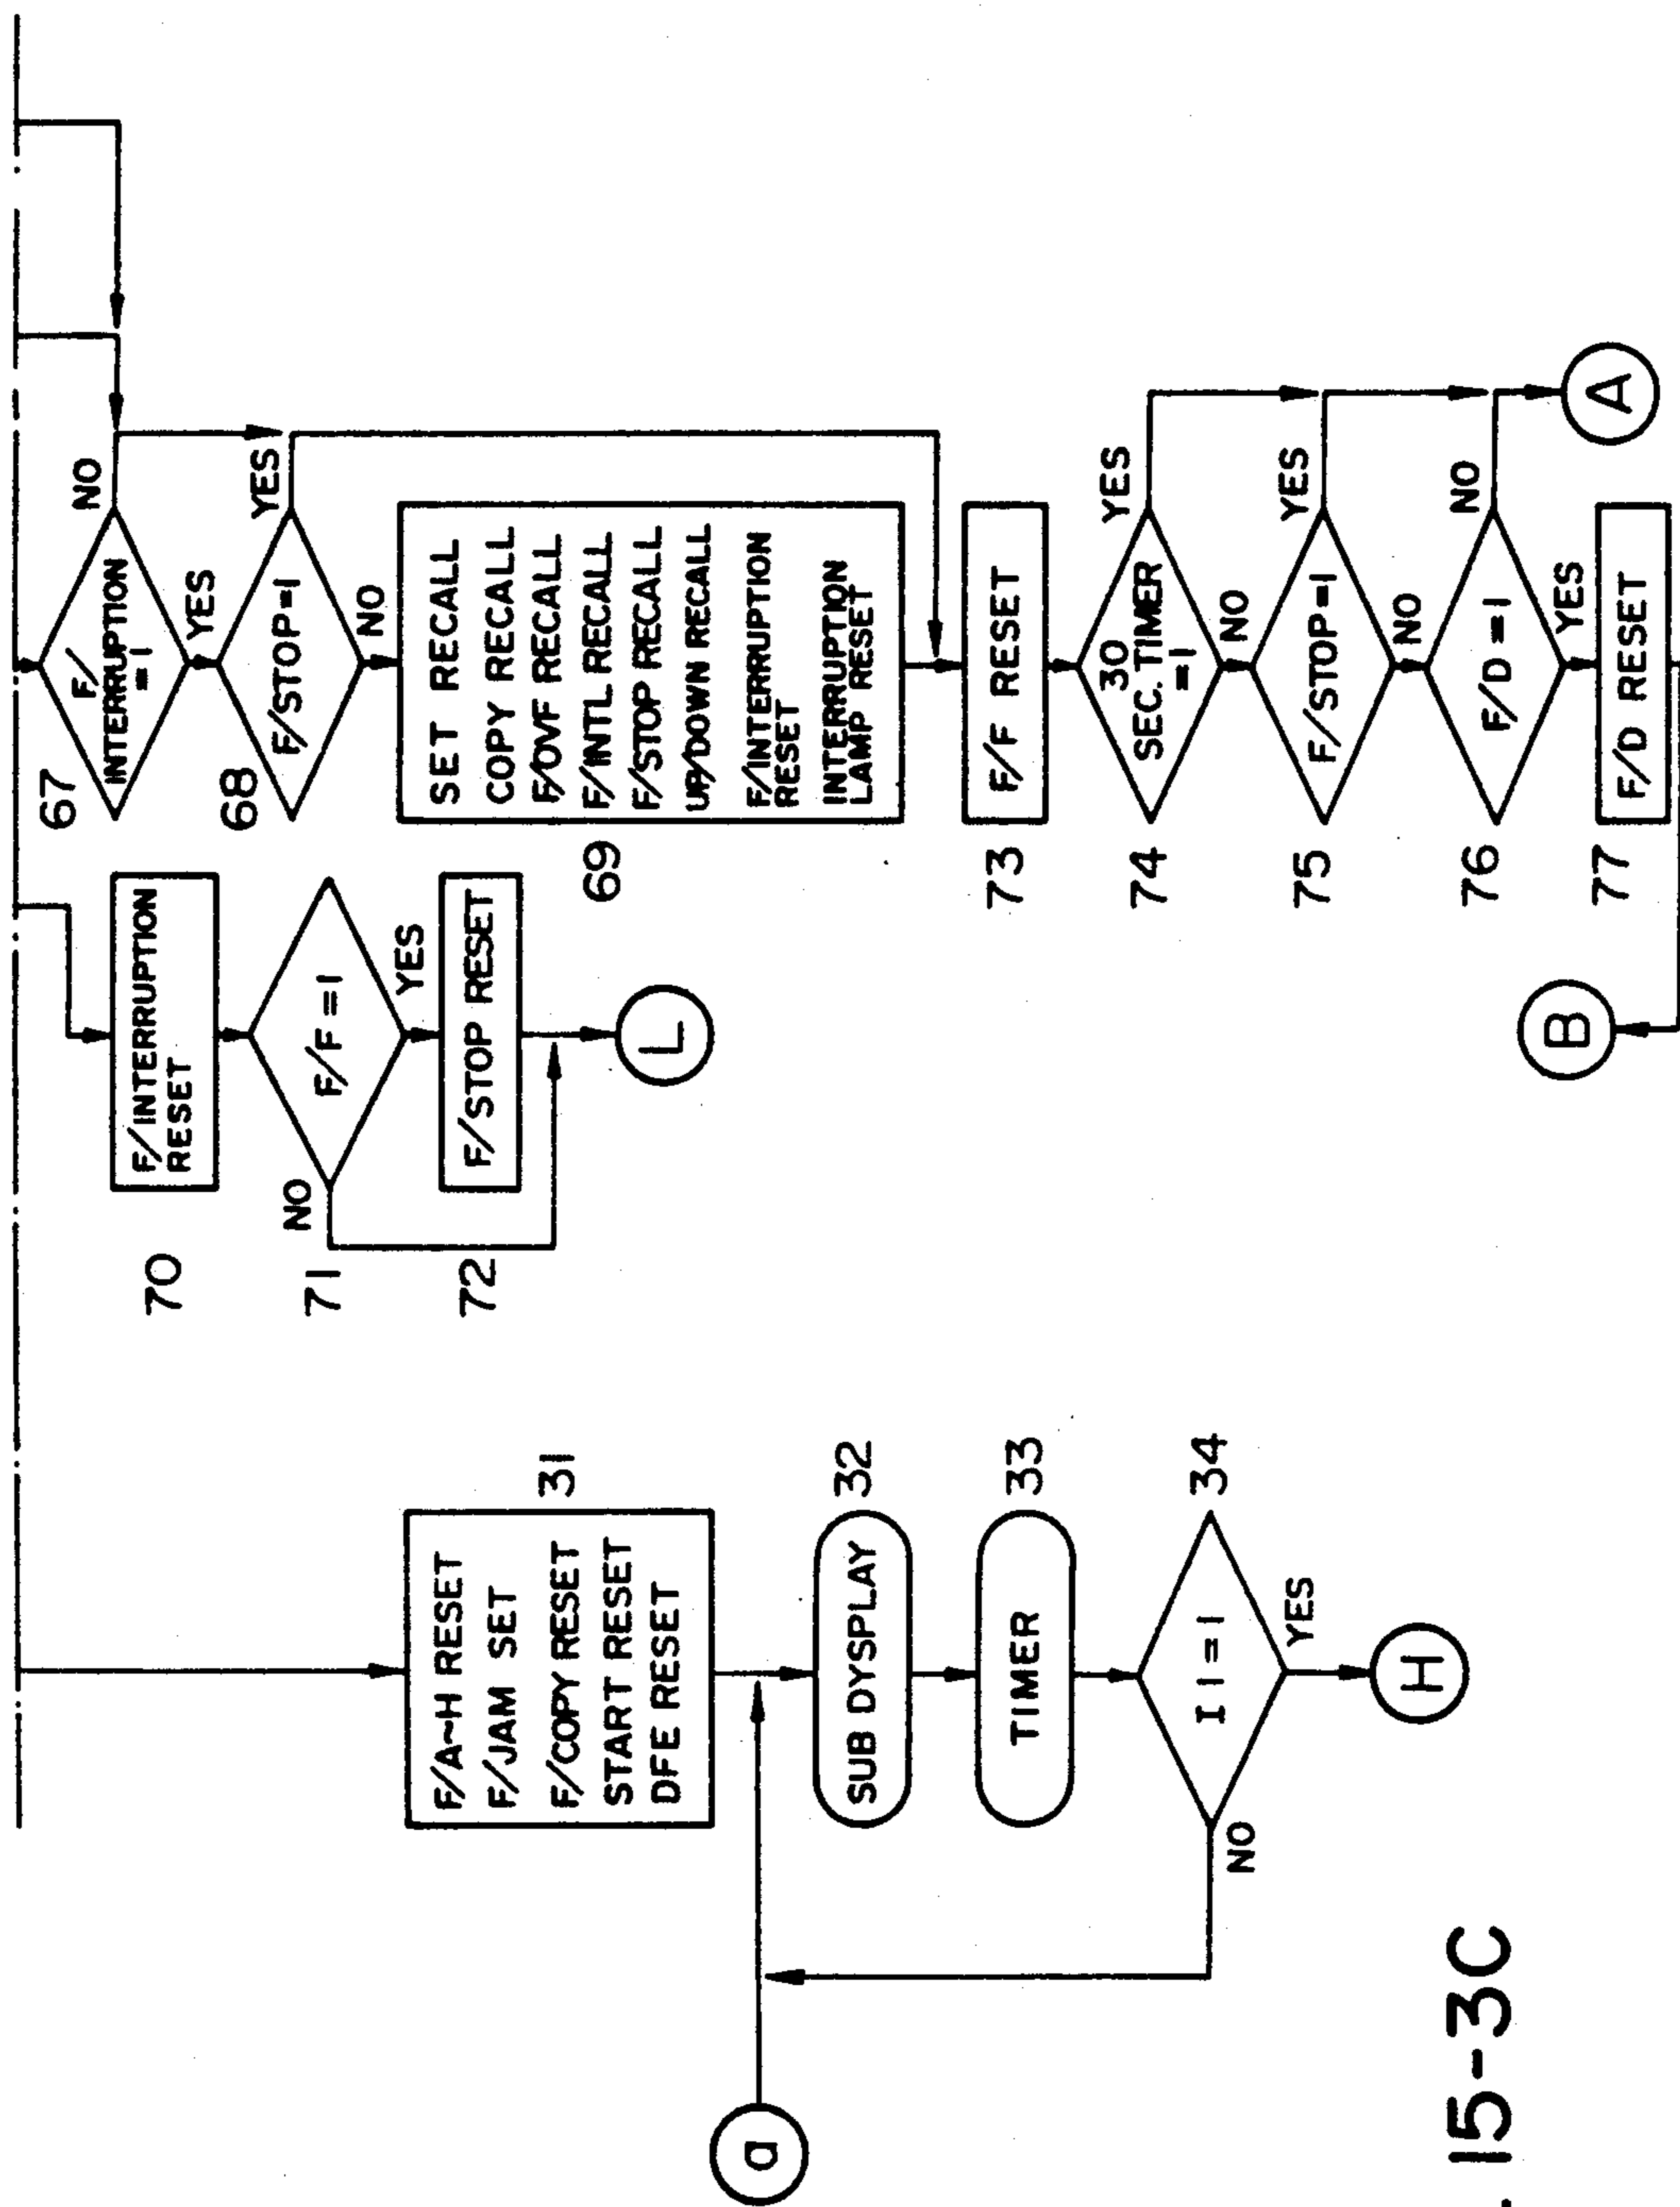 F/A~H RESET
F/JAM SET
F/COPY RESET
START RESET
DFE RESET
31
a
SUB DYSPLAY
32
TIMER
33
I1=1
34
NO
YES
H
F/INTERRUPTION
RESET
70
F/F=1
71
NO
YES
F/STOP RESET
72
L
67
F/
INTERRUPTION
=1
NO
YES
68
F/STOP=1
YES
NO
SET RECALL
COPY RECALL
F/OVF RECALL
F/INTL RECALL
F/STOP RECALL
UP/DOWN RECALL
F/INTERRUPTION
RESET
INTERRUPTION
LAMP RESET
69
F/F RESET
73
30
SEC.TIMER
=1
74
YES
NO
F/STOP=1
75
YES
NO
F/D=1
76
NO
YES
A
F/D RESET
77
B
. 15-3C